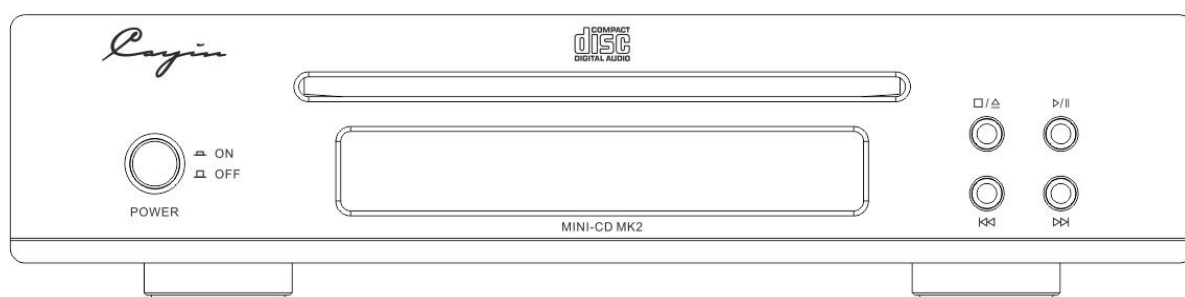 Cayin
COMPACT
disc
DIGITAL AUDIO
ON
OFF
POWER
MINI-CD MK2